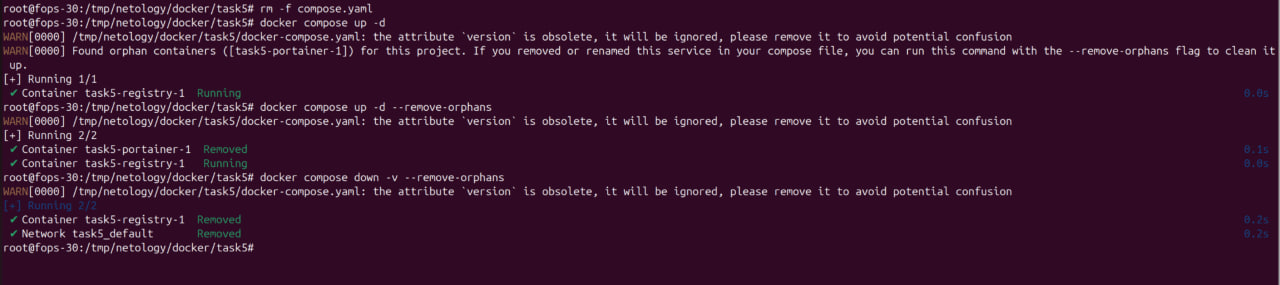 root@fops-30:/tmp/netology/docker/task5# rm -f compose.yaml
root@fops-30:/tmp/netology/docker/task5# docker compose up -d
WARN[0000] /tmp/netology/docker/task5/docker-compose.yaml: the attribute `version` is obsolete, it will be ignored, please remove it to avoid potential confusion
WARN[0000] Found orphan containers ([task5-portainer-1]) for this project. If you removed or renamed this service in your compose file, you can run this command with the --remove-orphans flag to clean it
up.
[+] Running 1/1
✔ Container task5-registry-1 Running 0.0s
root@fops-30:/tmp/netology/docker/task5# docker compose up -d --remove-orphans
WARN[0000] /tmp/netology/docker/task5/docker-compose.yaml: the attribute `version` is obsolete, it will be ignored, please remove it to avoid potential confusion
[+] Running 2/2
✔ Container task5-portainer-1 Removed 0.1s
✔ Container task5-registry-1 Running 0.0s
root@fops-30:/tmp/netology/docker/task5# docker compose down -v --remove-orphans
WARN[0000] /tmp/netology/docker/task5/docker-compose.yaml: the attribute `version` is obsolete, it will be ignored, please remove it to avoid potential confusion
[+] Running 2/2
✔ Container task5-registry-1 Removed 0.2s
✔ Network task5_default Removed 0.2s
root@fops-30:/tmp/netology/docker/task5#